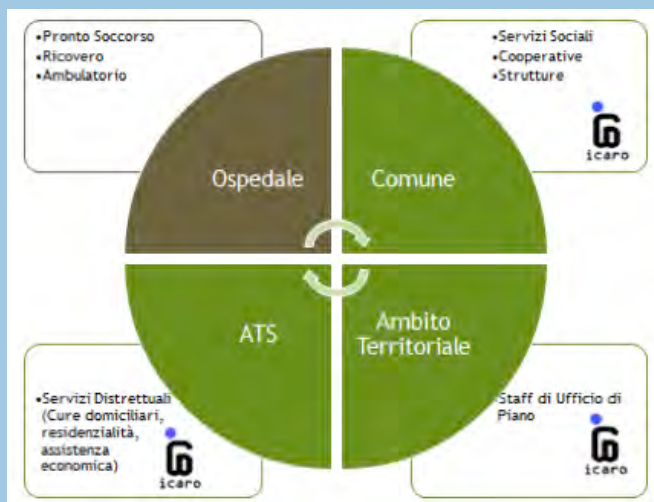 •Pronto Soccorso
•Ricovero
•Ambulatorio
•Servizi Sociali
•Cooperative
•Strutture
icaro
Ospedale
Comune
ATS
Ambito
Territoriale
•Servizi Distrettuali
(Cure domiciliari,
residenzialità,
assistenza
economica)
icaro
•Staff di Ufficio di
Piano
icaro